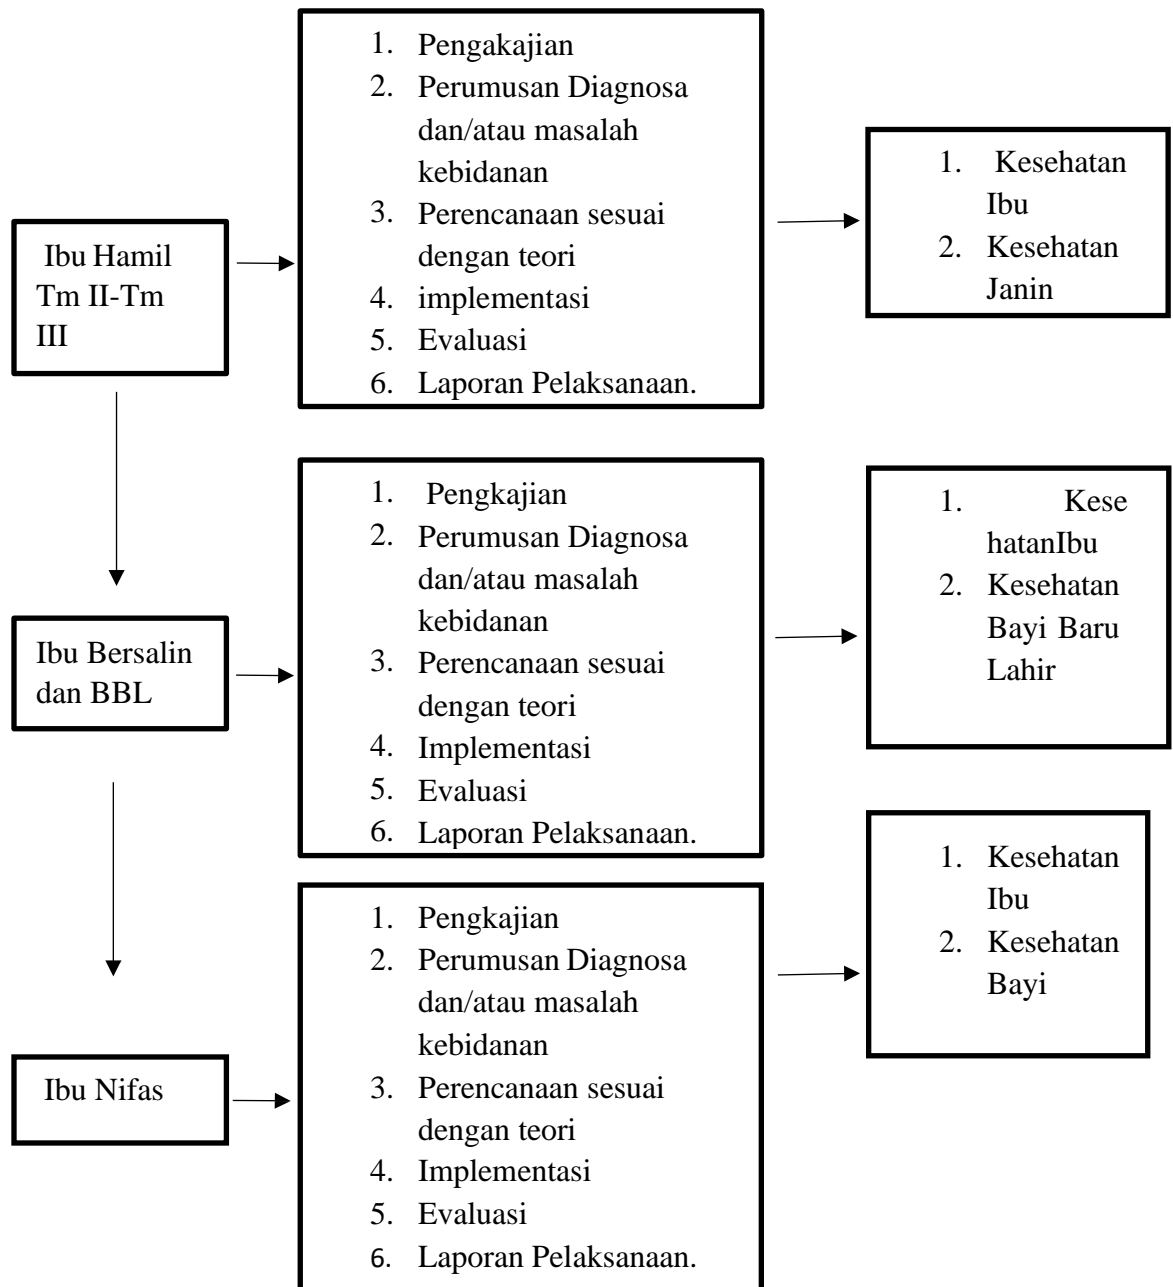 Ibu Hamil
Tm II-Tm
III
1. Pengakajian
2. Perumusan Diagnosa
dan/atau masalah
kebidanan
3. Perencanaan sesuai
dengan teori
4. implementasi
5. Evaluasi
6. Laporan Pelaksanaan.
1. Kesehatan
Ibu
2. Kesehatan
Janin
Ibu Bersalin
dan BBL
1. Pengkajian
2. Perumusan Diagnosa
dan/atau masalah
kebidanan
3. Perencanaan sesuai
dengan teori
4. Implementasi
5. Evaluasi
6. Laporan Pelaksanaan.
1. Kese
hatanIbu
2. Kesehatan
Bayi Baru
Lahir
Ibu Nifas
1. Pengkajian
2. Perumusan Diagnosa
dan/atau masalah
kebidanan
3. Perencanaan sesuai
dengan teori
4. Implementasi
5. Evaluasi
6. Laporan Pelaksanaan.
1. Kesehatan
Ibu
2. Kesehatan
Bayi